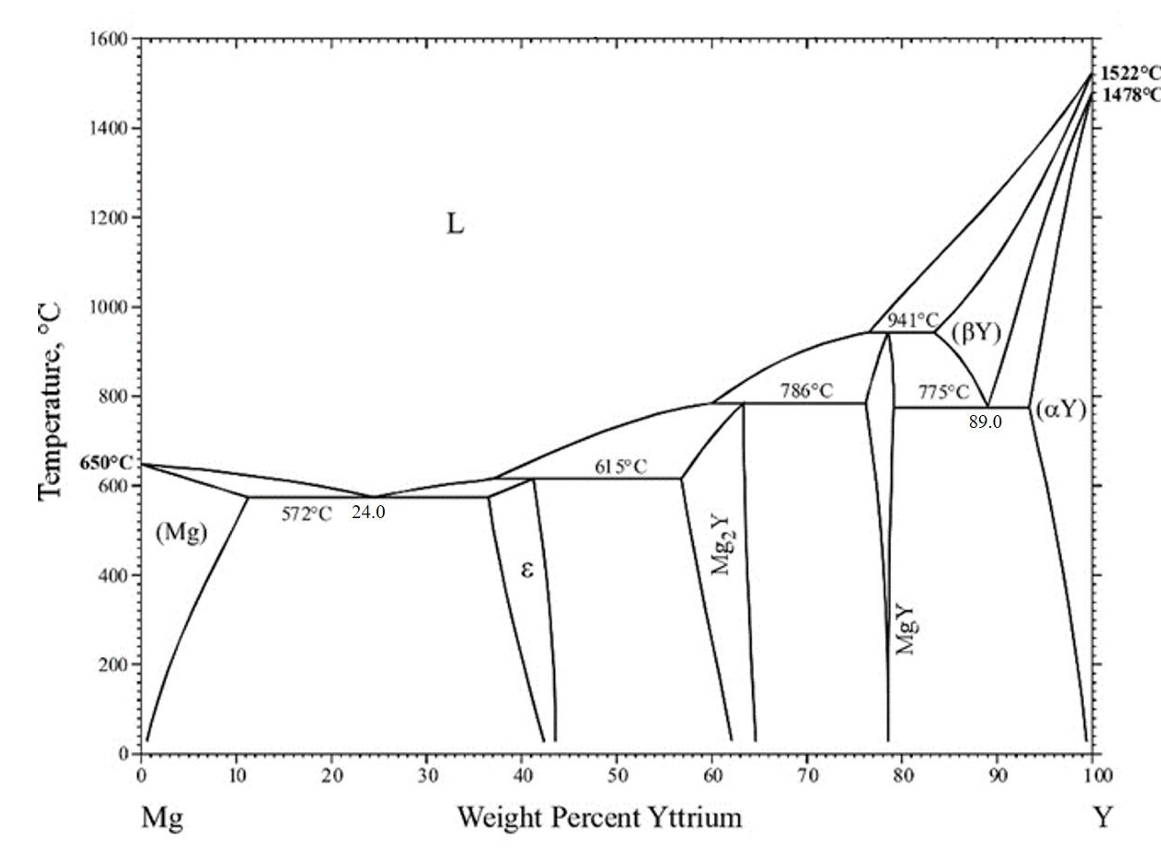 1600
1522°C
1478°C
1400
L
1200
1000
941°C
(βY)
Temperature, °C
800
786°C
775°C
89.0
(αY)
650°C
615°C
600
572°C
24.0
(Mg)
Mg₂Y
400
ε
MgY
200
0
0 10 20 30 40 50 60 70 80 90 100
Mg
Weight Percent Yttrium
Y